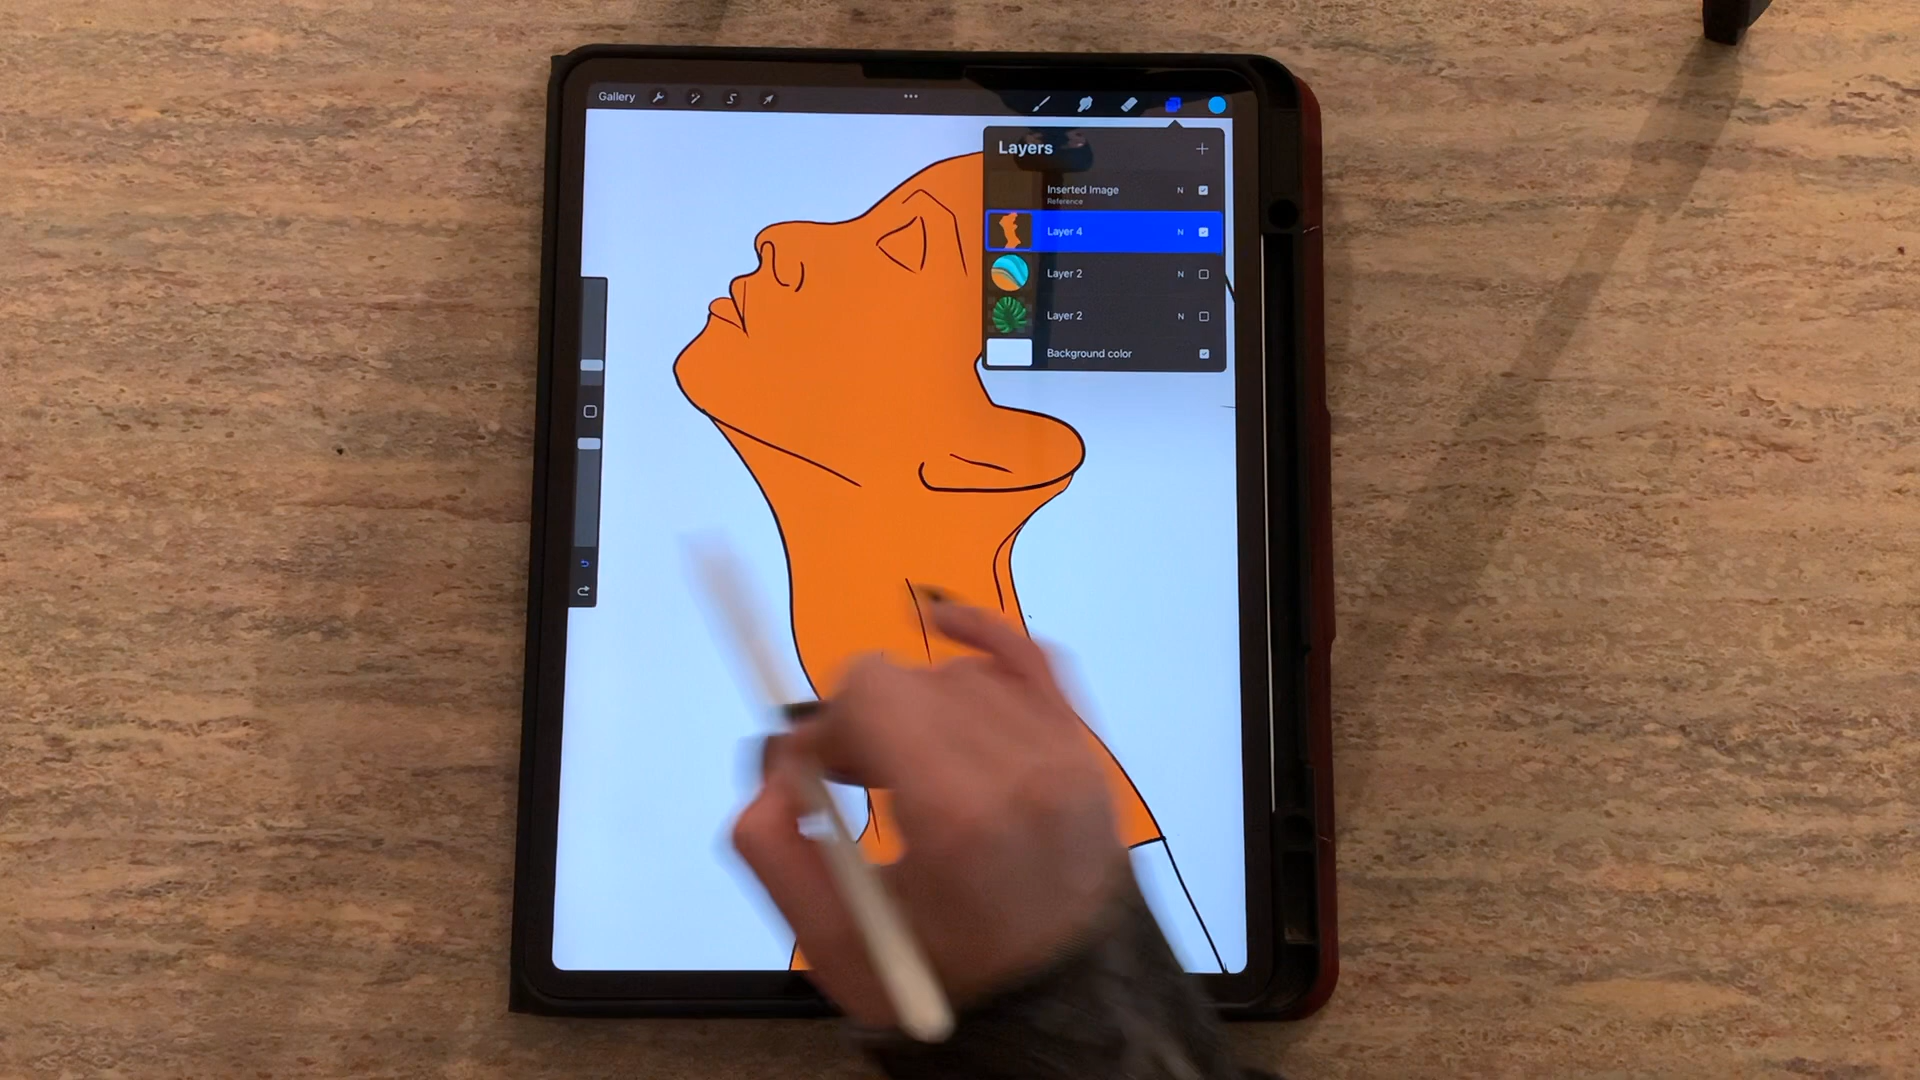 Gallery
Layers
Inserted Image N
Reference
Layer 4 N
Layer 2 N
Layer 2 N
Background color